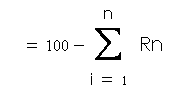 n
= 100 – ∑ Rn
i = 1